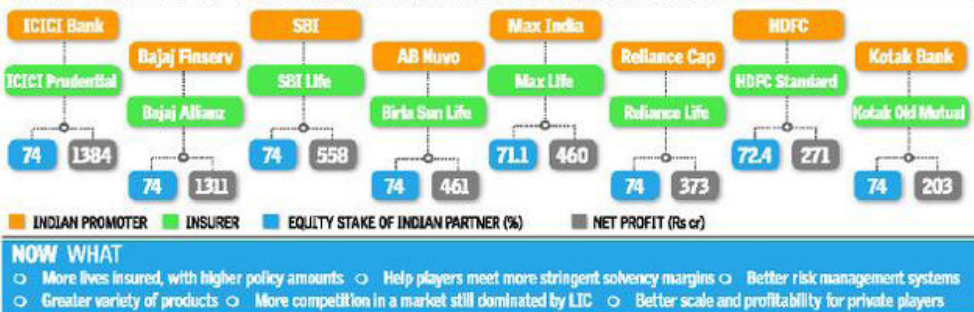 ICICI Bank
ICICI Prudential
74 1384
Bajaj Finserv
Bajaj Allianz
74 1311
SBI
SBI Life
74 558
AB Nuvo
Birla Sun Life
74 461
Max India
Max Life
71.1 460
Reliance Cap
Reliance Life
74 373
HDFC
HDFC Standard
72.4 271
Kotak Bank
Kotak Old Mutual
74 203
INDIAN PROMOTER INSURER EQUITY STAKE OF INDIAN PARTNER (%) NET PROFIT (Rs cr)
NOW WHAT
More lives insured, with higher policy amounts Help players meet more stringent solvency margins Better risk management systems
Greater variety of products More competition in a market still dominated by LIC Better scale and profitability for private players